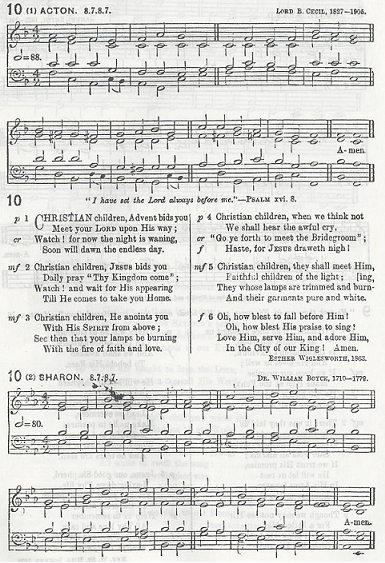 10 (1) ACTON. 8.7.8.7. LORD B. CECIL, 1827–1905.
=88.
A-men.
10 "I have set the Lord always before me."—PSALM xvi. 8.
p 1 CHRISTIAN children, Advent bids you
Meet your LORD upon His way;
cr Watch! for now the night is waning,
Soon will dawn the endless day.
mf 2 Christian children, JESUS bids you
Daily pray "Thy Kingdom come";
Watch! and wait for His appearing
Till He comes to take you Home.
mf 3 Christian children, He anoints you
With His SPIRIT from above;
See then that your lamps be burning
With the fire of faith and love.
p 4 Christian children, when we think not
We shall hear the awful cry,
cr "Go ye forth to meet the Bridegroom";
f Haste, for JESUS draweth nigh!
mf 5 Christian children, they shall meet Him,
Faithful children of the light; [ing,
They whose lamps are trimmed and burn-
And their garments pure and white.
f 6 Oh, how blest to fall before Him!
Oh, how blest His praise to sing!
Love Him, serve Him, and adore Him,
In the City of our King! Amen.
ESTHER WIGLESWORTH, 1863.
10 (2) SHARON. 8.7.8.7. DR. WILLIAM BOYCE, 1710–1779.
=80.
A-men.